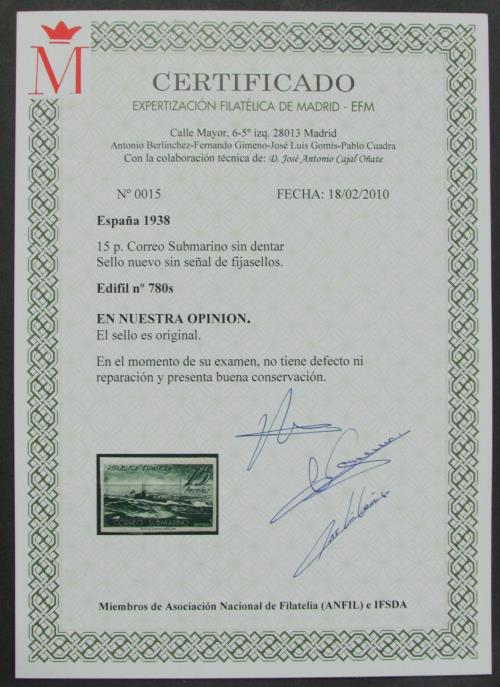 M
CERTIFICADO
EXPERTIZACIÓN FILATÉLICA DE MADRID - EFM
Calle Mayor, 6-5º izq. 28013 Madrid
Antonio Berlinchez-Fernando Gimeno-José Luis Gomis-Pablo Cuadra
Con la colaboración técnica de: D. José Antonio Cajal Oñate
Nº 0015 FECHA: 18/02/2010
España 1938
15 p. Correo Submarino sin dentar
Sello nuevo sin señal de fijasellos.
Edifil nº 780s
EN NUESTRA OPINION.
El sello es original.
En el momento de su examen, no tiene defecto ni
reparación y presenta buena conservación.
REPUBLICA ESPAÑOLA 15
Pesetas
CORREO SUBMARINO
Miembros de Asociación Nacional de Filatelia (ANFIL) e IFSDA